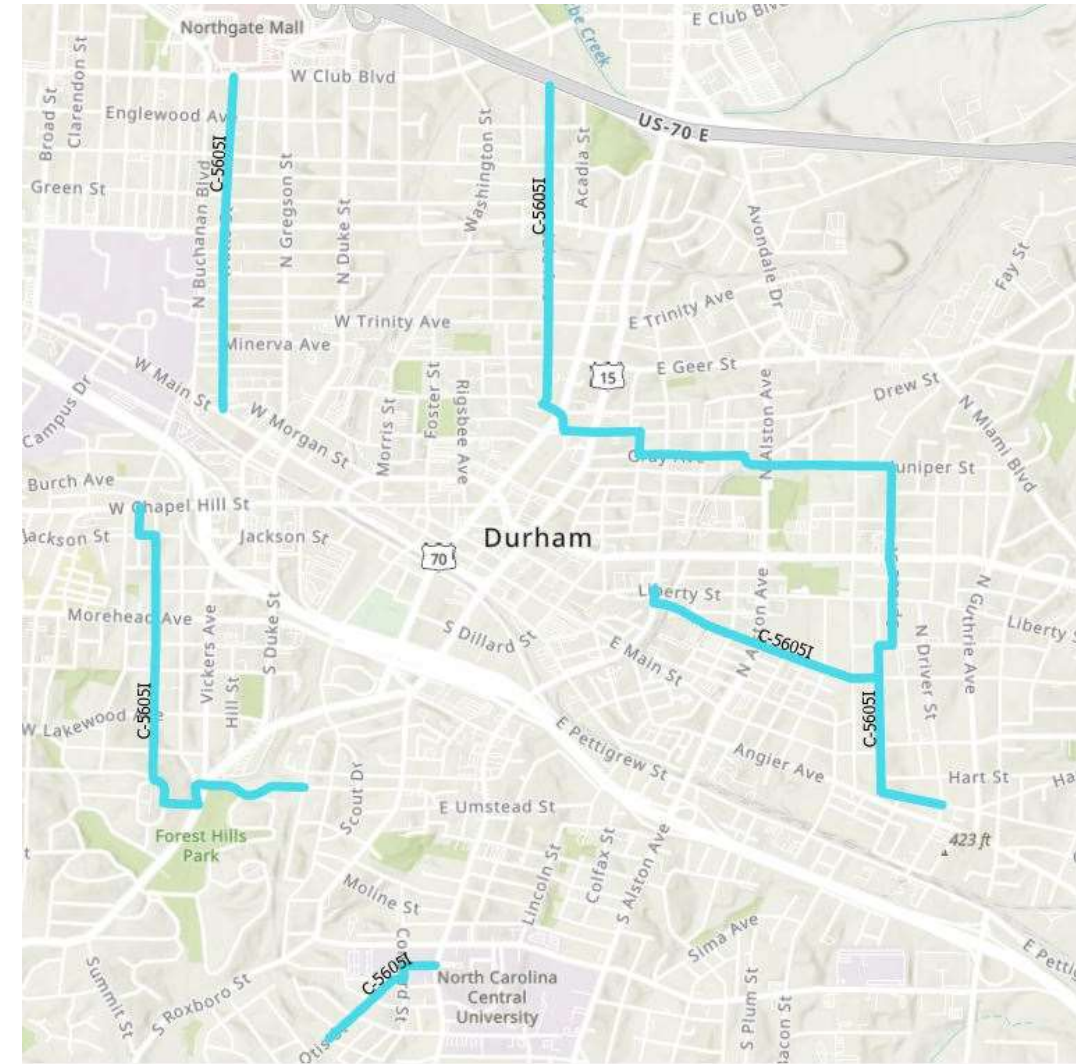 Northgate Mall
E Club Blvd
W Club Blvd
Englewood Ave
Broad St
Clarendon St
C-5605I
Green St
N Buchanan Blvd
N Gregson St
N Duke St
Washington St
C-5605I
Acadia St
US-70 E
Avondale Dr
Fay St
W Trinity Ave
E Trinity Ave
Minerva Ave
W Main St
15
E Geer St
Drew St
Campus Dr
W Morgan St
Morris St
Foster St
Rigsbee Ave
N Alston Ave
N Miami Blvd
Gray Ave
Juniper St
Burch Ave
W Chapel Hill St
Jackson St
Jackson St
Durham
70
Liberty St
Morehead Ave
Vickers Ave
S Duke St
Hill St
S Dillard St
E Main St
N Alston Ave
C-5605I
N Driver St
N Guthrie Ave
Liberty S
C-5605I
W Lakewood Ave
C-5605I
E Pettigrew St
Angier Ave
Hart St
Ha
Scout Dr
E Umstead St
Forest Hills
Park
423 ft
Moline St
Lincoln St
Colfax St
S Alston Ave
Sima Ave
E Pettig
C-5605I
North Carolina
Central
University
Summit St
S Roxboro St
Otis St
S Plum St
Bacon St